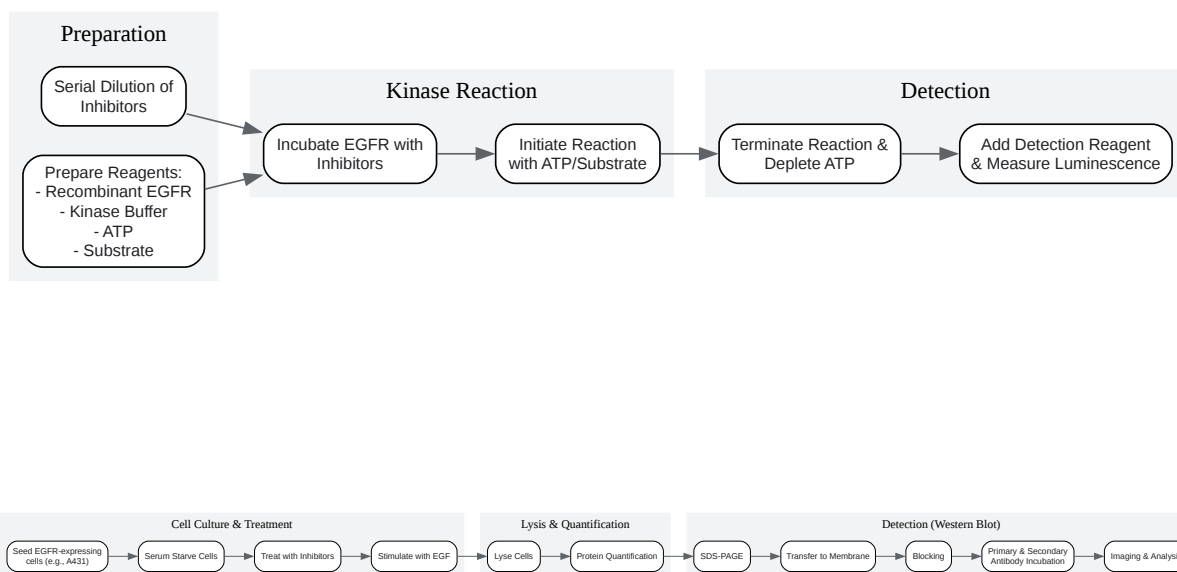 Preparation
Serial Dilution of
Inhibitors
Prepare Reagents:
- Recombinant EGFR
- Kinase Buffer
- ATP
- Substrate
Kinase Reaction
Incubate EGFR with
Inhibitors
Initiate Reaction
with ATP/Substrate
Detection
Terminate Reaction &
Deplete ATP
Add Detection Reagent
& Measure Luminescence
Cell Culture & Treatment
Seed EGFR-expressing
cells (e.g., A431)
Serum Starve Cells
Treat with Inhibitors
Stimulate with EGF
Lysis & Quantification
Lyse Cells
Protein Quantification
Detection (Western Blot)
SDS-PAGE
Transfer to Membrane
Blocking
Primary & Secondary
Antibody Incubation
Imaging & Analysis